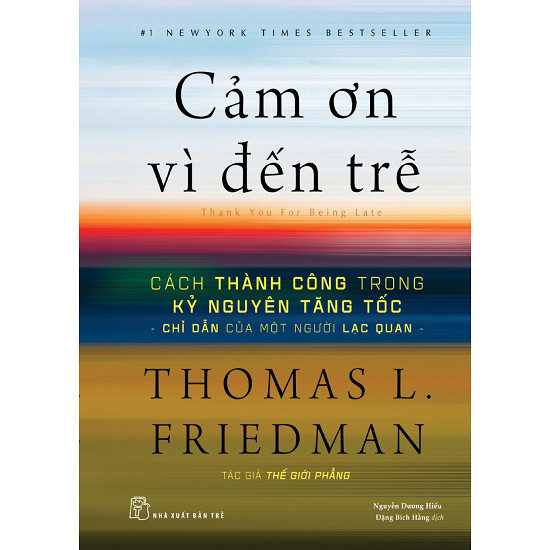 #1 NEWYORK TIMES BESTSELLER
Cảm ơn
vì đến trễ
Thank You For Being Late
CÁCH THÀNH CÔNG TRONG
KỶ NGUYÊN TĂNG TỐC
- CHỈ DẪN CỦA MỘT NGƯỜI LẠC QUAN -
THOMAS L.
FRIEDMAN
TÁC GIẢ THẾ GIỚI PHẲNG
Nguyễn Dương Hiếu
Đặng Bích Hằng dịch
NHÀ XUẤT BẢN TRẺ